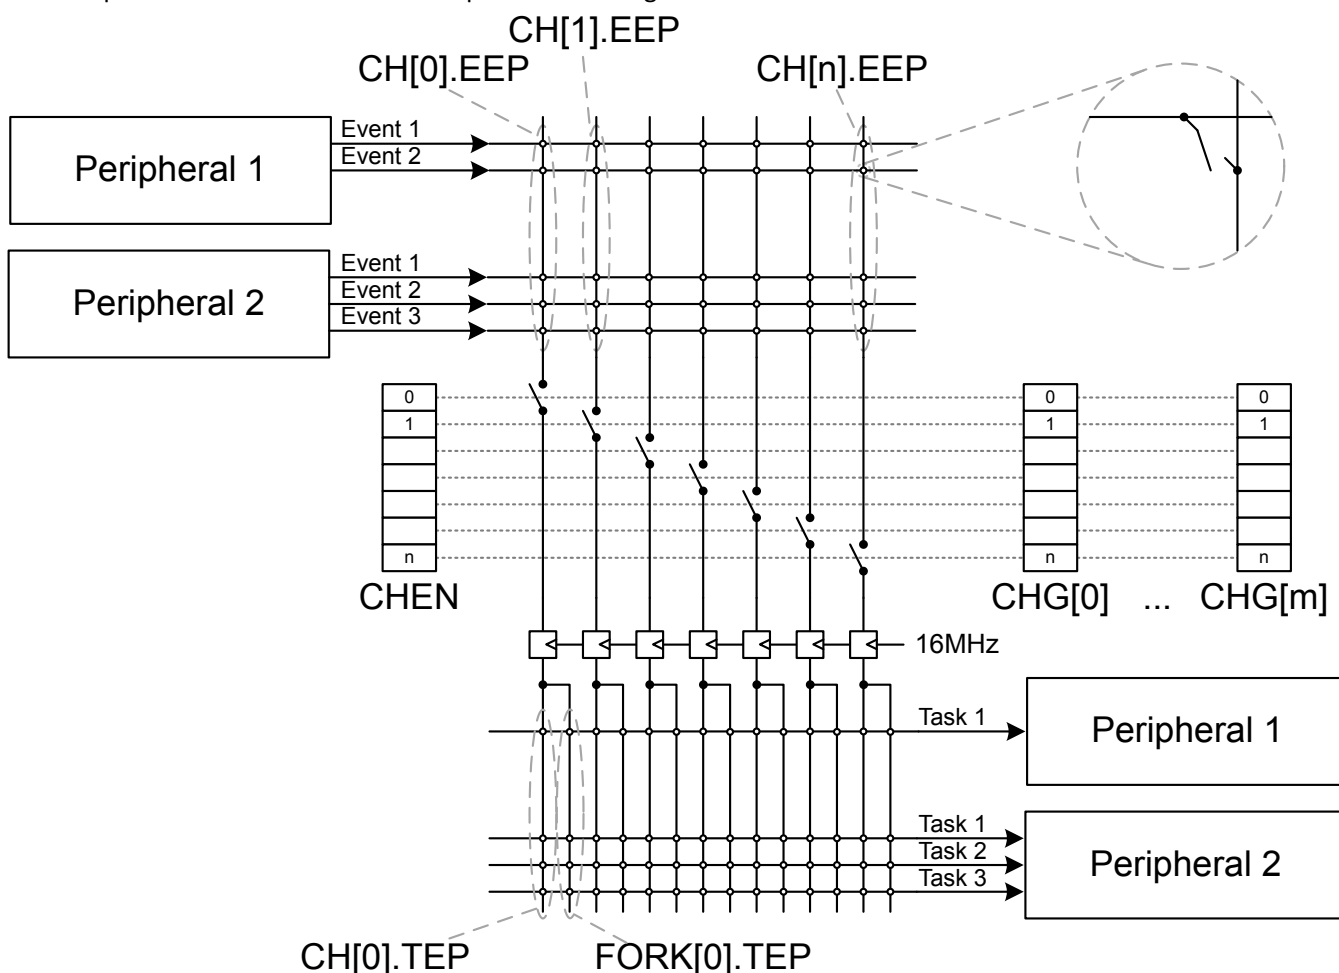 CH[1].EEP
CH[0].EEP
CH[n].EEP
Event 1
Event 2
Peripheral 1
Event 1
Event 2
Event 3
Peripheral 2
0
1
n
CHEN
0
1
n
CHG[0]
...
0
1
n
CHG[m]
16MHz
Task 1
Peripheral 1
Task 1
Task 2
Task 3
Peripheral 2
CH[0].TEP
FORK[0].TEP